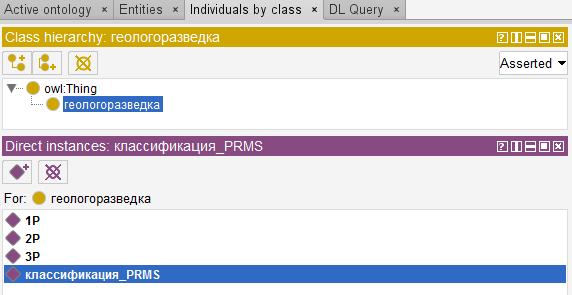 Active ontology × Entities × Individuals by class × DL Query ×
Class hierarchy: геологоразведка
Asserted
owl:Thing
геологоразведка
Direct instances: классификация_PRMS
For: геологоразведка
1P
2P
3P
классификация_PRMS